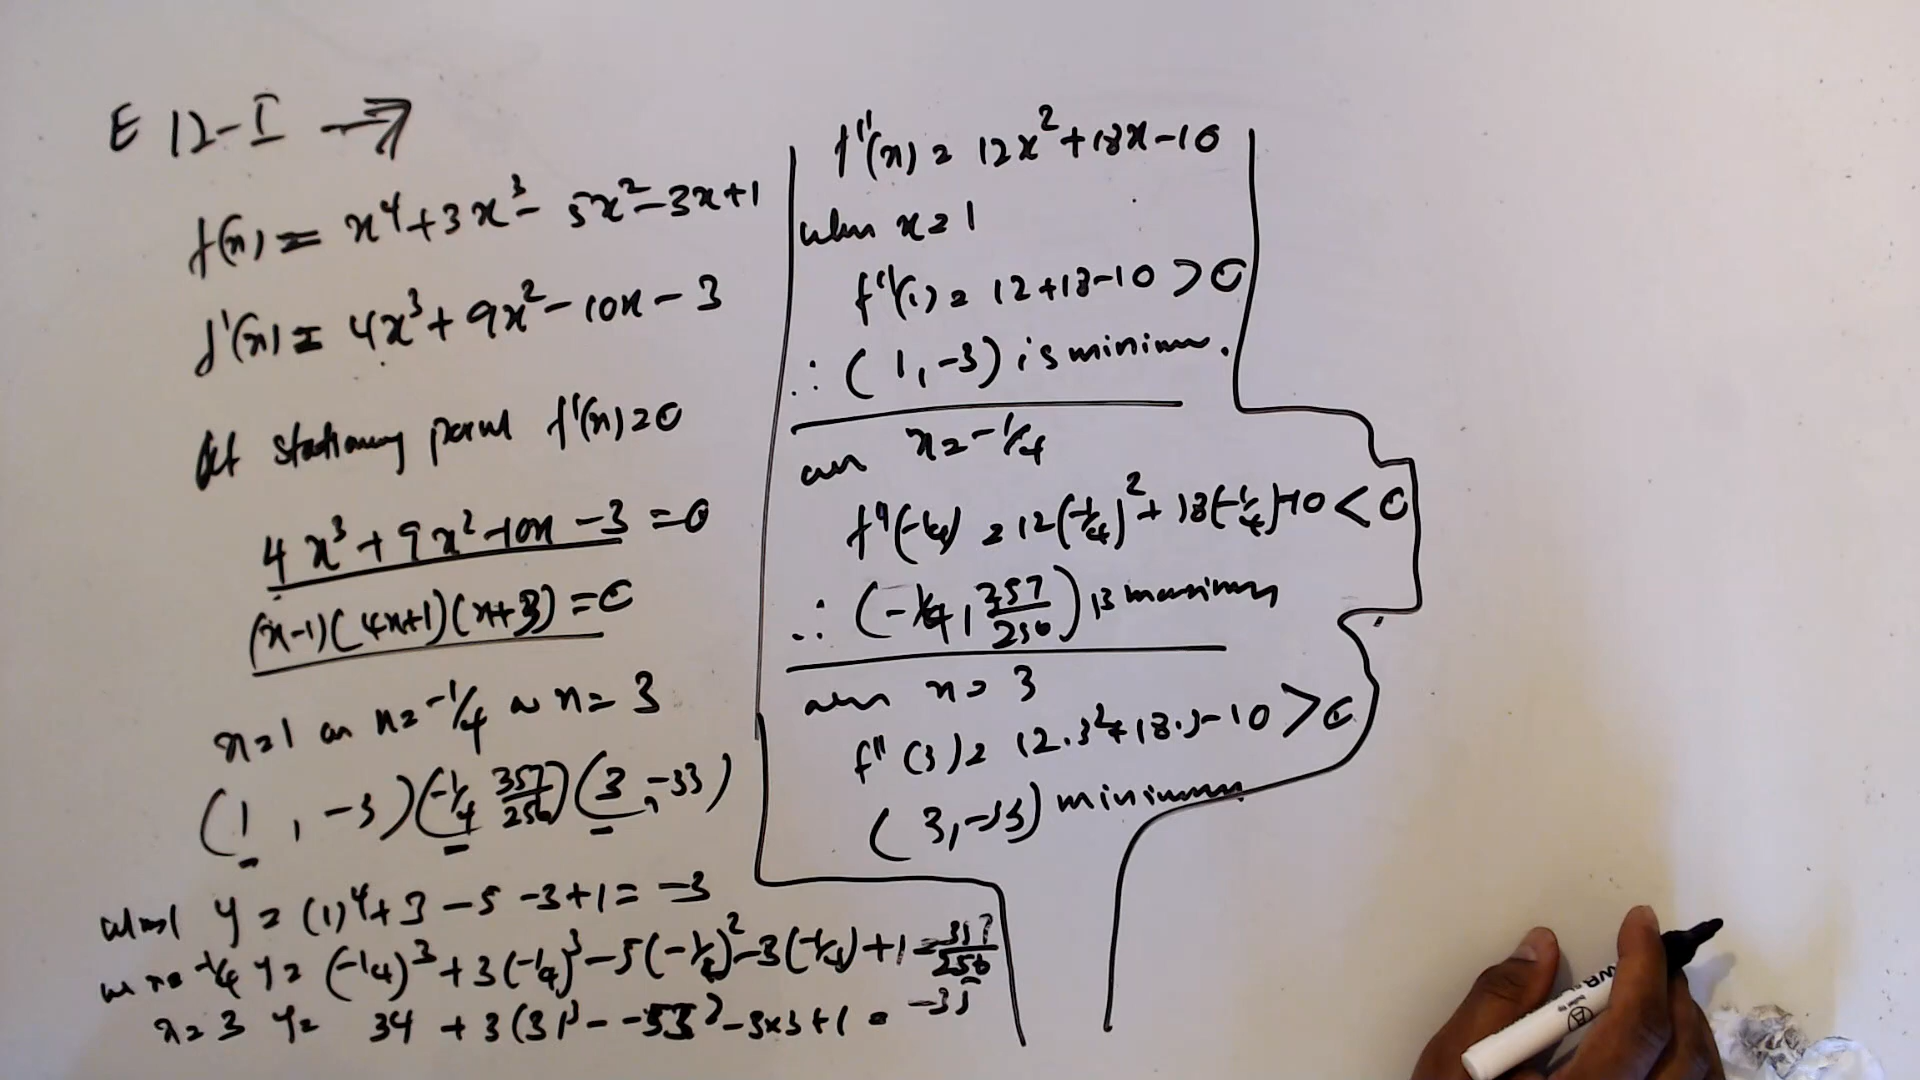 E 12-I →
f(x) = x⁴+3x³- 5x²-3x+1
f'(x) = 4x³+9x²-10x-3
At stationary point f'(x)=0
4x³+9x²-10x-3=0
(x-1)(4x+1)(x+3)=0
x=1 or x=-1/4 or x=3
(1,-3)(-1/4 357/256)(3,-33)
y = (1)⁴+3-5-3+1=-3
-1/4 y= (-1/4)³+3(-1/4)³-5(-1/4)²-3(-1/4)+1=357/256
x=3 y= 34+3(3)³--53²-3x3+1=-33
f''(x) = 12x²+18x-10
when x=1
f''(1)= 12+18-10>0
∴ (1,-3) is minimum.
x=-1/4
f''(-1/4) =12(-1/4)²+18(-1/4)-10<0
∴ (-1/4, 357/256) is maximum
x= 3
f''(3)= 12.3²+18.3-10>0
(3,-33) minimum